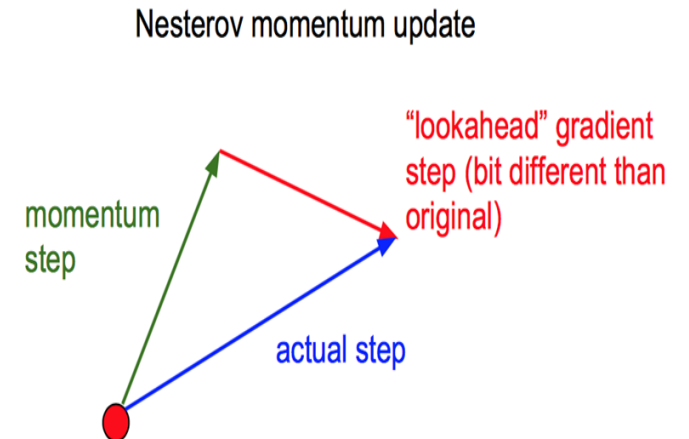 Nesterov momentum update
“lookahead” gradient
step (bit different than
original)
momentum
step
actual step